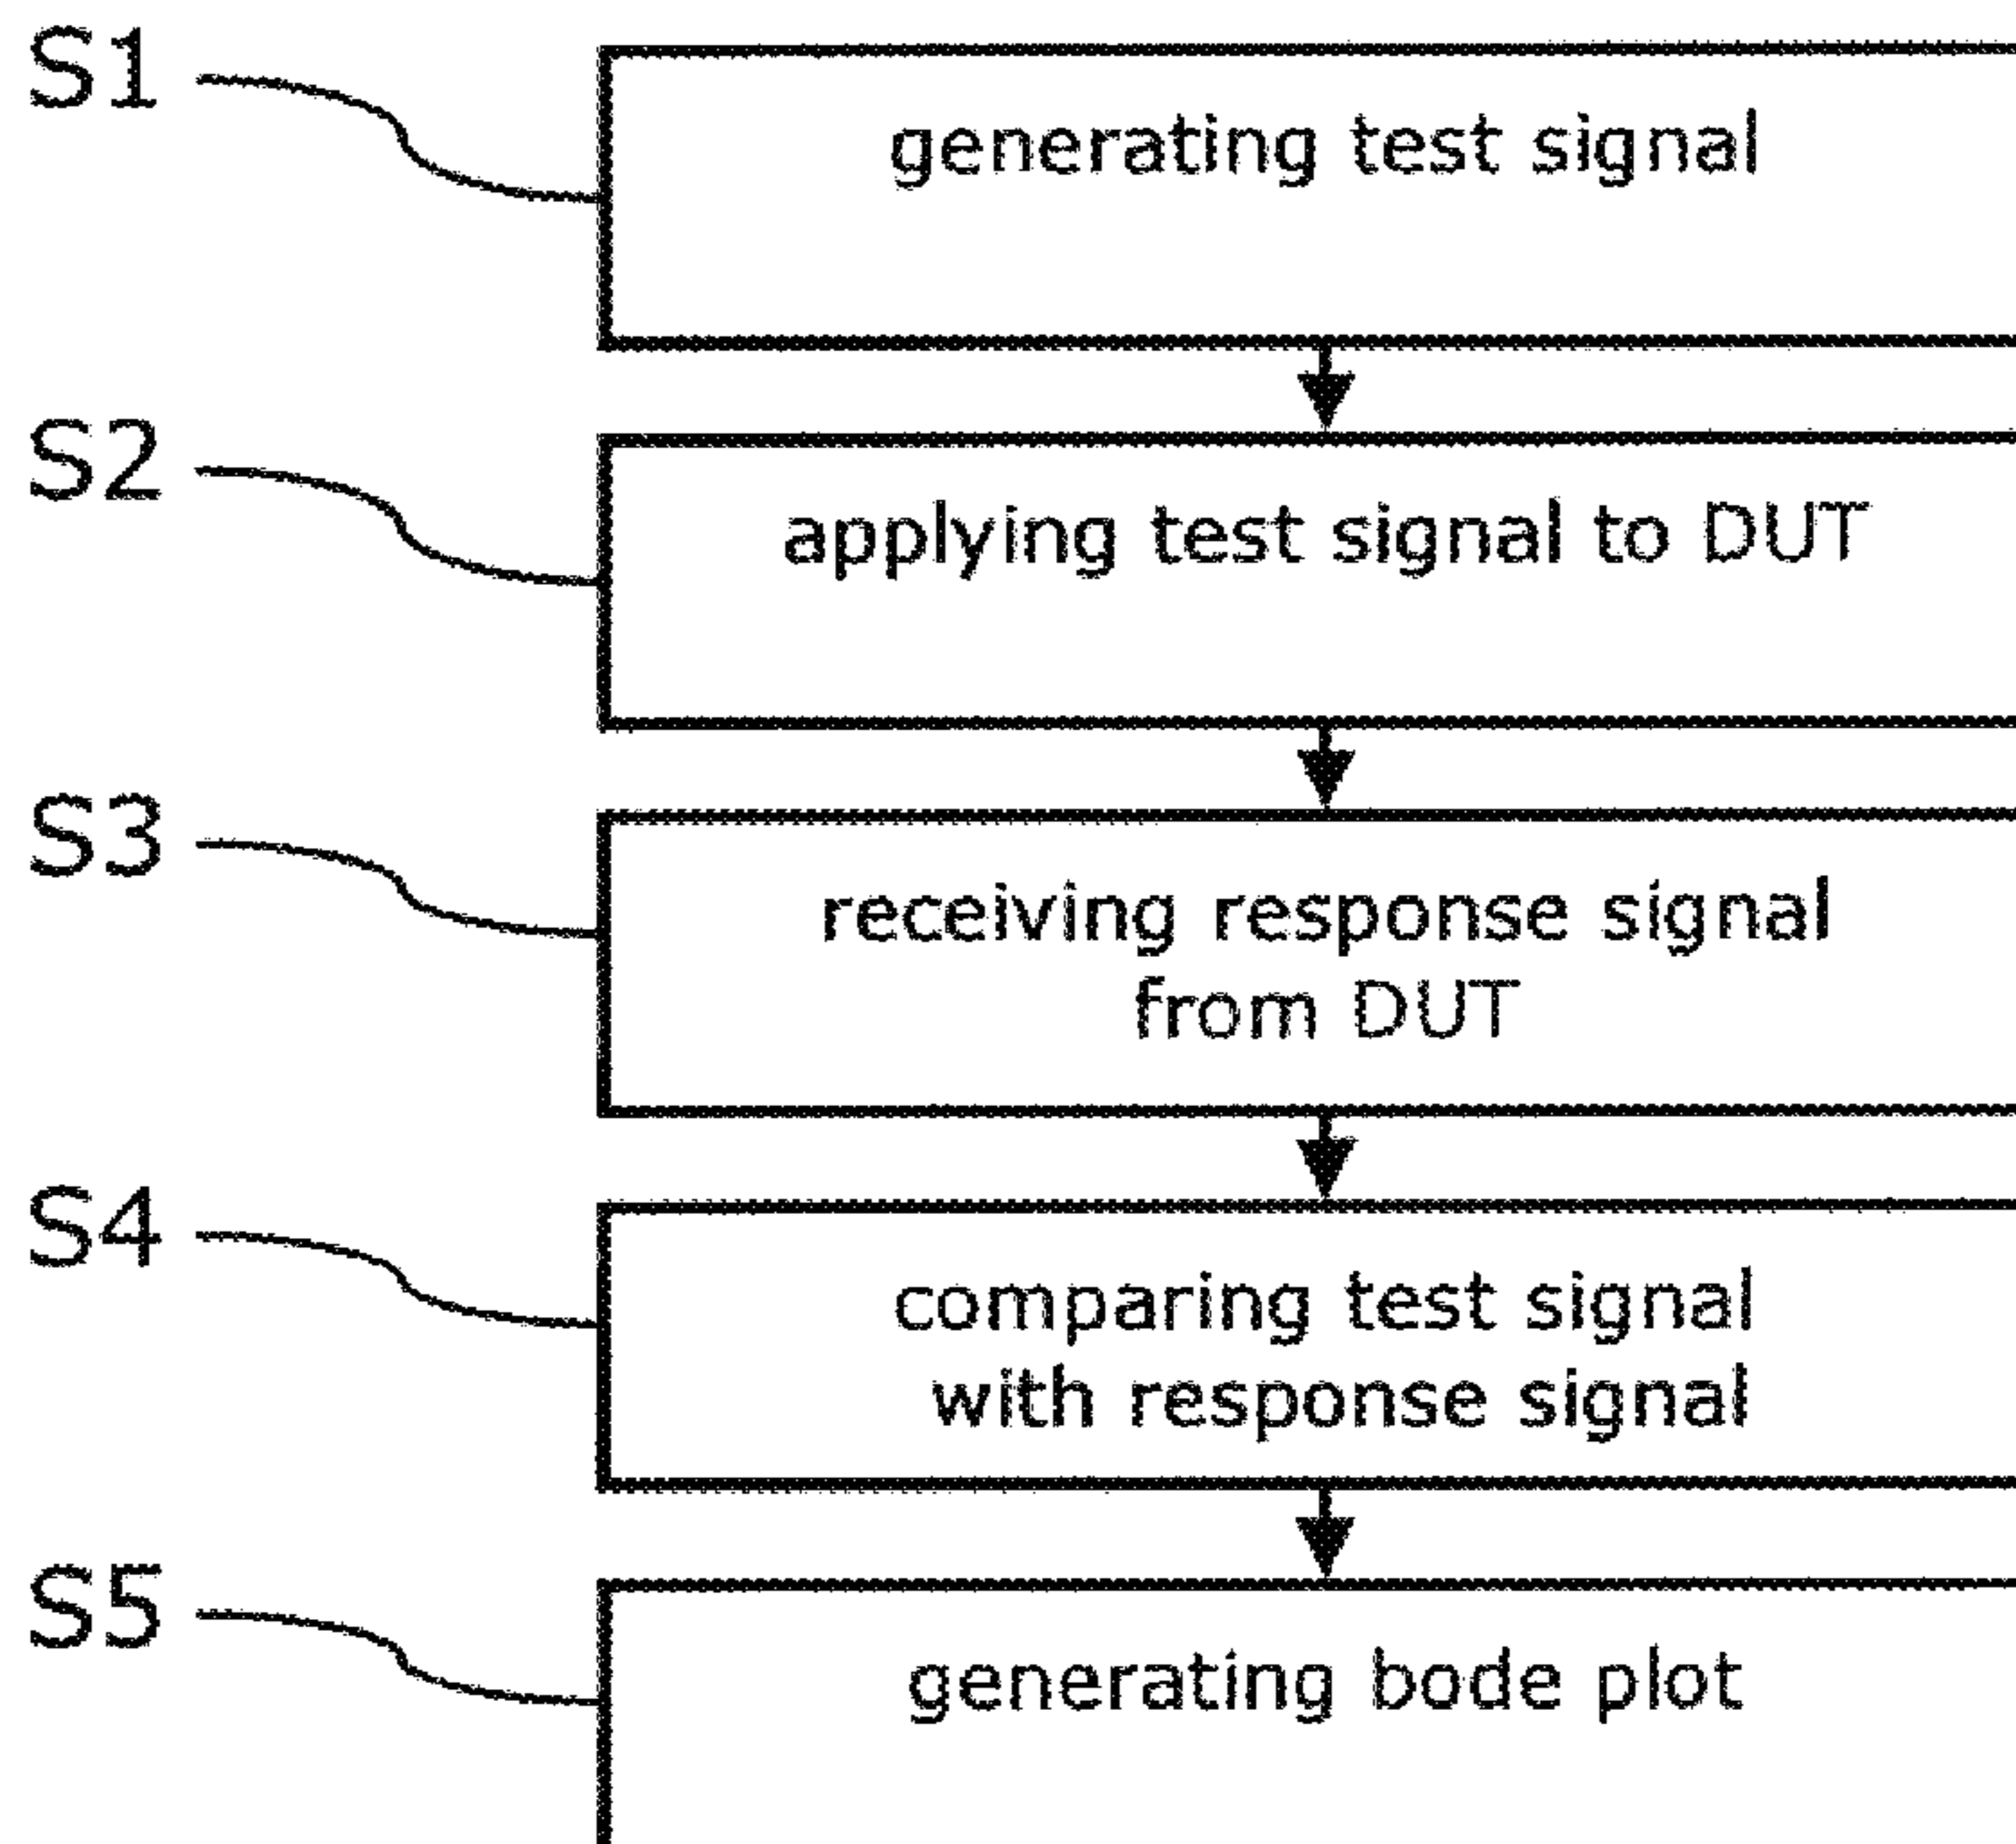 S1
generating test signal
S2
applying test signal to DUT
S3
receiving response signal
from DUT
S4
comparing test signal
with response signal
S5
generating bode plot